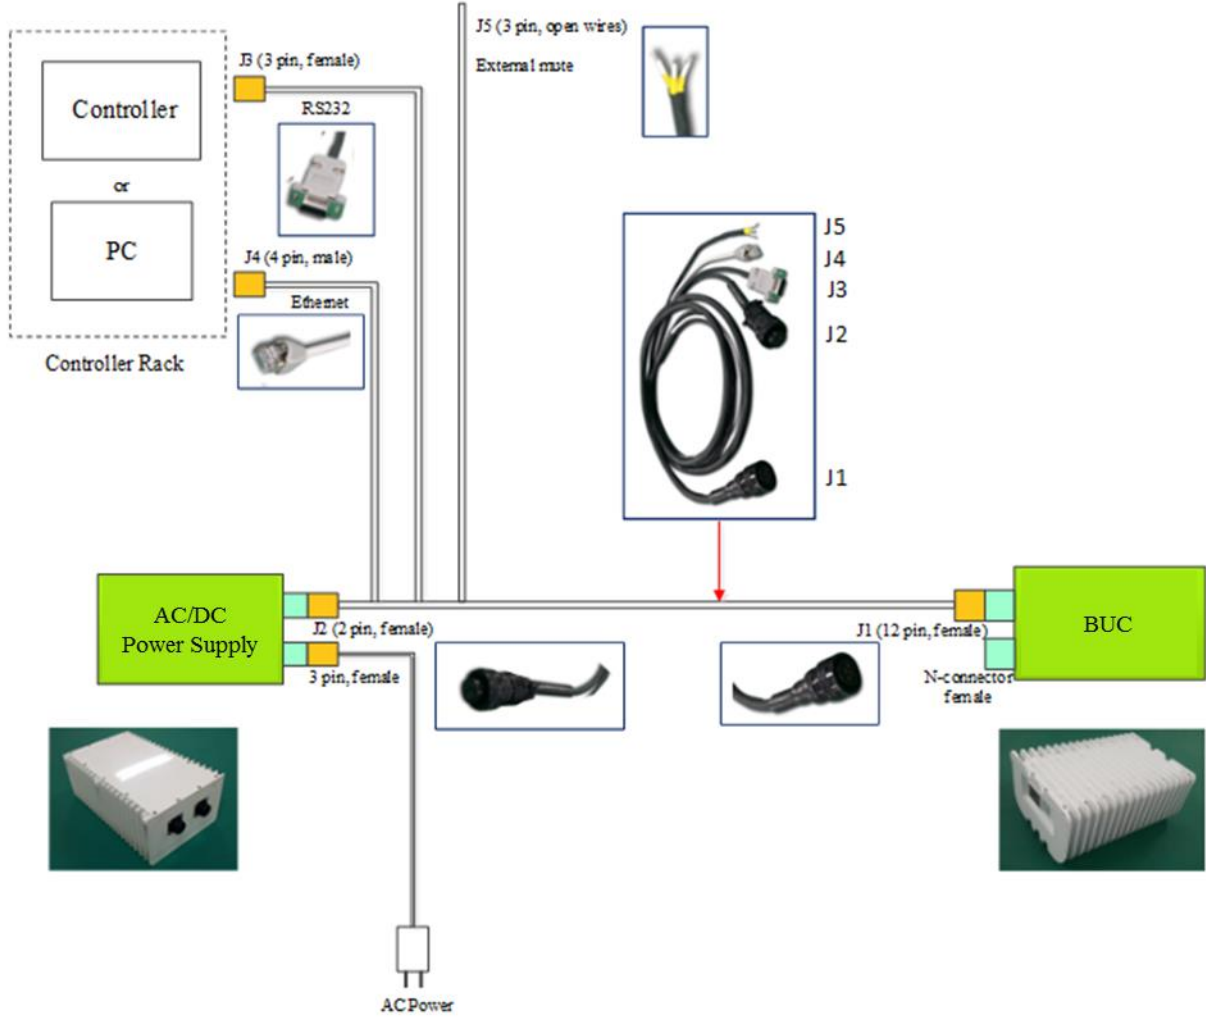 J5 (3 pin, open wires)
External mute
J3 (3 pin, female)
RS232
Controller
or
PC
J4 (4 pin, male)
Ethernet
Controller Rack
J5
J4
J3
J2
J1
AC/DC
Power Supply
J2 (2 pin, female)
3 pin, female
J1 (12 pin, female)
BUC
N-connector
female
AC Power